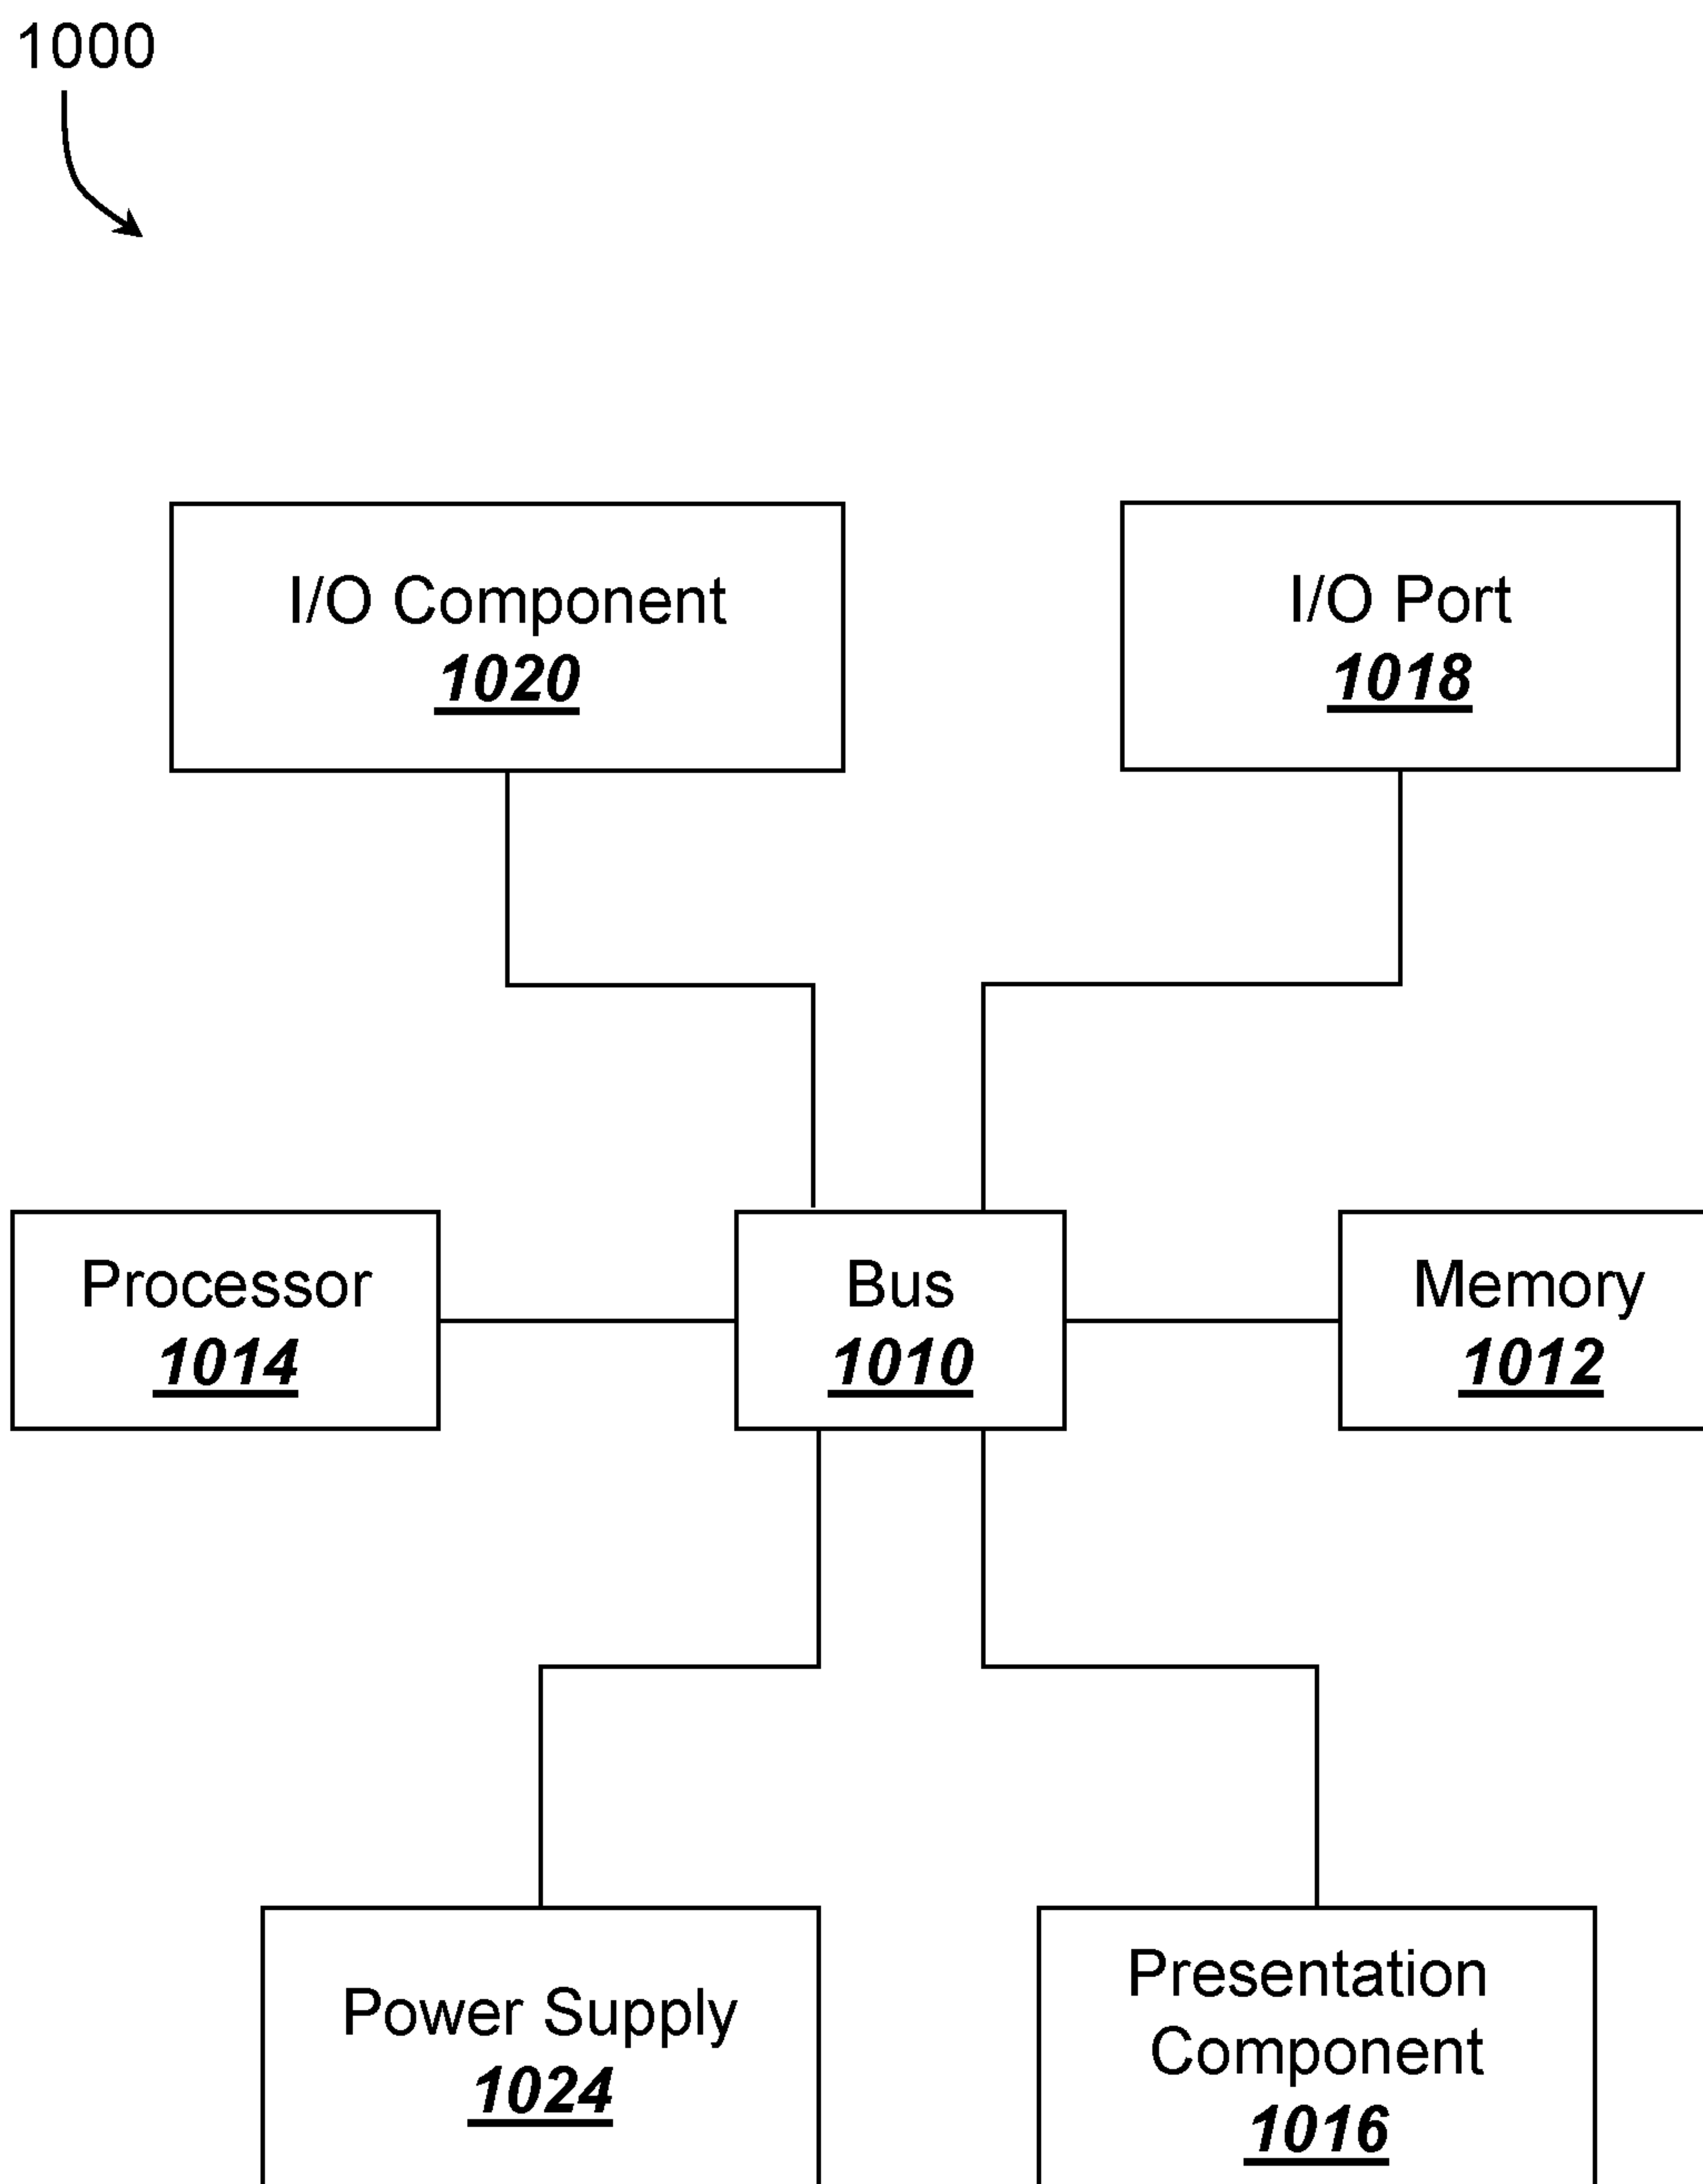 1000
I/O Component
1020
I/O Port
1018
Processor
1014
Bus
1010
Memory
1012
Power Supply
1024
Presentation
Component
1016